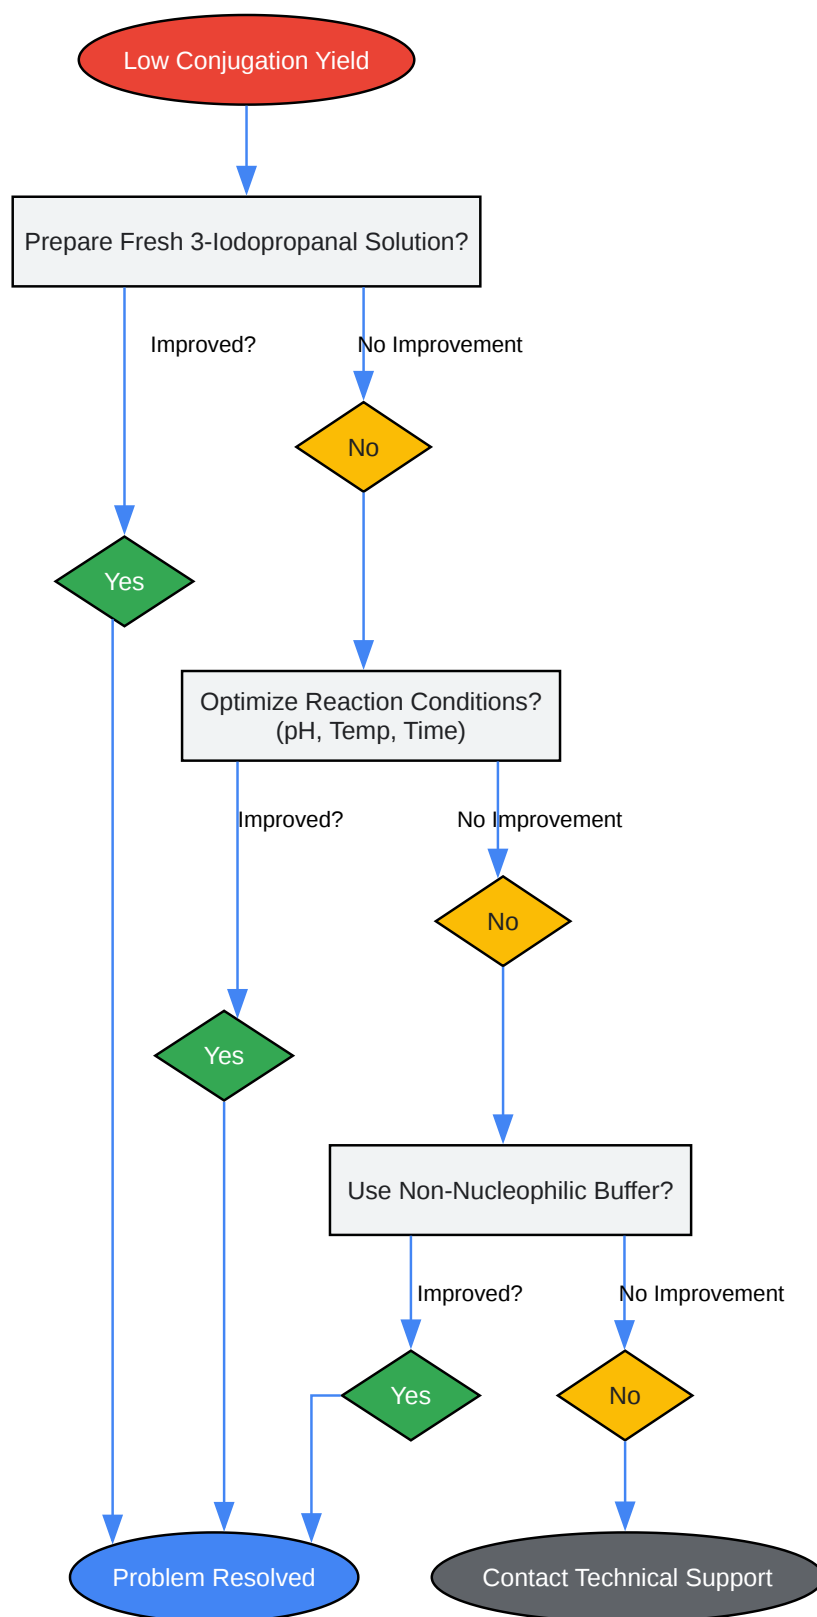 Low Conjugation Yield
Prepare Fresh 3-Iodopropanal Solution?
Improved?
No Improvement
No
Yes
Optimize Reaction Conditions?
(pH, Temp, Time)
Improved?
No Improvement
No
Yes
Use Non-Nucleophilic Buffer?
Improved?
No Improvement
Yes
No
Problem Resolved
Contact Technical Support